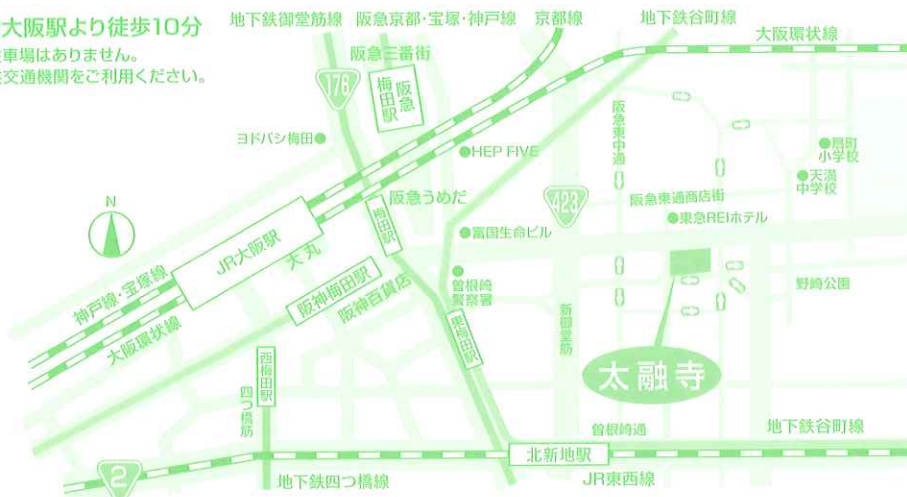 大阪駅より徒歩10分
車場はありません。
交通機関をご利用ください。
地下鉄御堂筋線
阪急京都・宝塚・神戸線
京都線
地下鉄谷町線
大阪環状線
阪急三番街
176
阪急
梅田駅
ヨドバシ梅田
HEP FIVE
阪急東中通
扇町
小学校
天満
中学校
N
阪急うめだ
梅田駅
423
阪急東通商店街
東急REIホテル
富国生命ビル
JR大阪駅
大丸
神戸線・宝塚線
大阪環状線
阪神梅田駅
阪神百貨店
曽根崎
警察署
野崎公園
新御堂筋
東梅田駅
西梅田駅
四つ橋筋
太融寺
曽根崎通
地下鉄谷町線
北新地駅
2
地下鉄四つ橋線
JR東西線